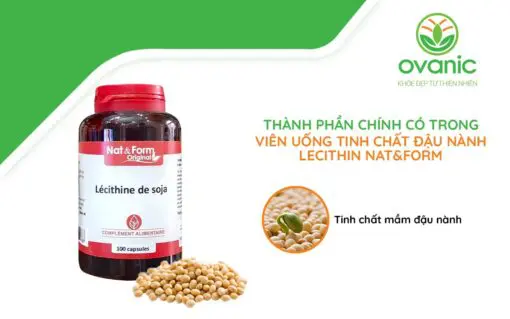 ovanic
KHỎE ĐẸP TỪ THIÊN NHIÊN
THÀNH PHẦN CHÍNH CÓ TRONG
VIÊN UỐNG TINH CHẤT ĐẬU NÀNH
LECITHIN NAT&FORM
Nat&Form
Original
Lécithine de soja
COMPLÉMENT ALIMENTAIRE
100 capsules
Tinh chất mầm đậu nành